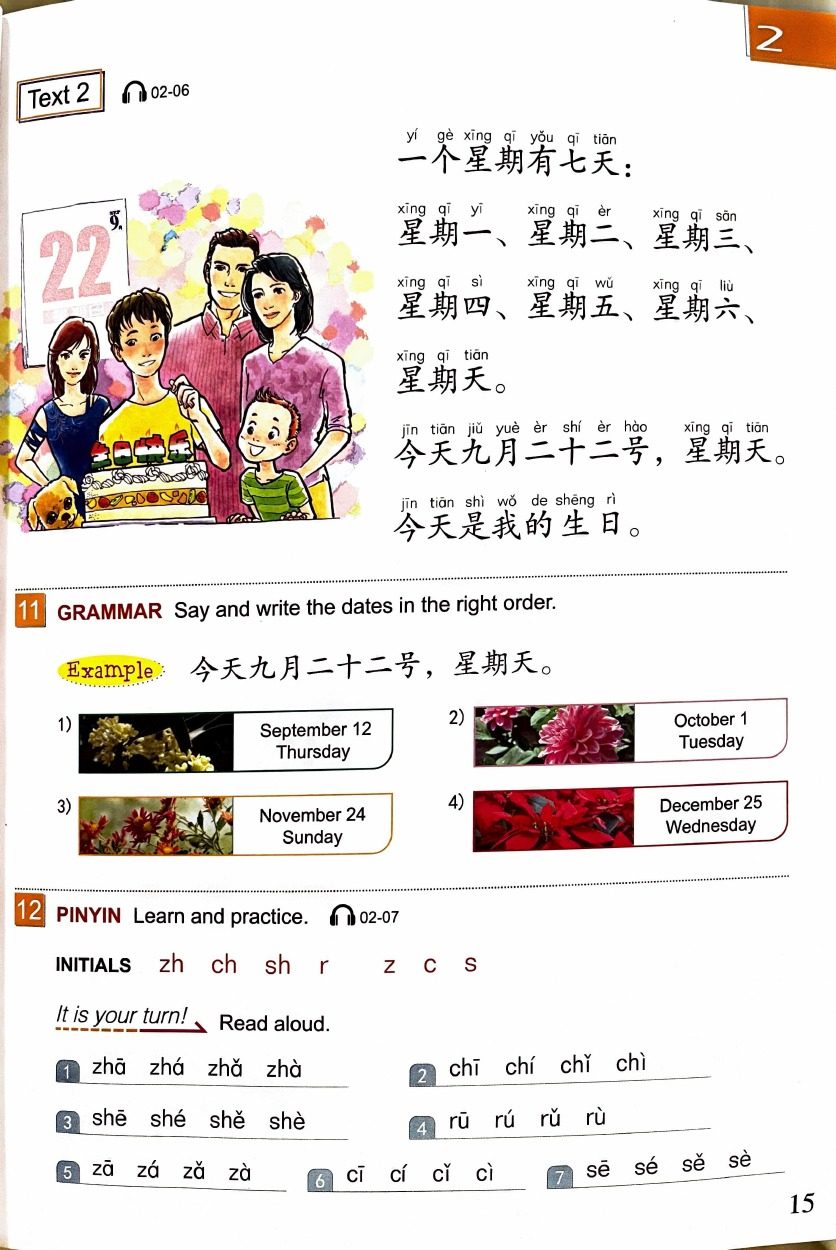 2
Text 2 02-06
yí gè xīng qī yǒu qī tiān
一个星期有七天：
xīng qī yī xīng qī èr xīng qī sān
星期一、星期二、星期三、
xīng qī sì xīng qī wǔ xīng qī liù
星期四、星期五、星期六、
xīng qī tiān
星期天。
jīn tiān jiǔ yuè èr shí èr hào xīng qī tiān
今天九月二十二号，星期天。
jīn tiān shì wǒ de shēng rì
今天是我的生日。
9月
22
生日快乐
11 GRAMMAR Say and write the dates in the right order.
Example 今天九月二十二号，星期天。
1) September 12
Thursday
2) October 1
Tuesday
3) November 24
Sunday
4) December 25
Wednesday
12 PINYIN Learn and practice. 02-07
INITIALS zh ch sh r z c s
It is your turn! Read aloud.
1 zhā zhá zhǎ zhà
2 chī chí chǐ chì
3 shē shé shě shè
4 rū rú rǔ rù
5 zā zá zǎ zà
6 cī cí cǐ cì
7 sē sé sě sè
15